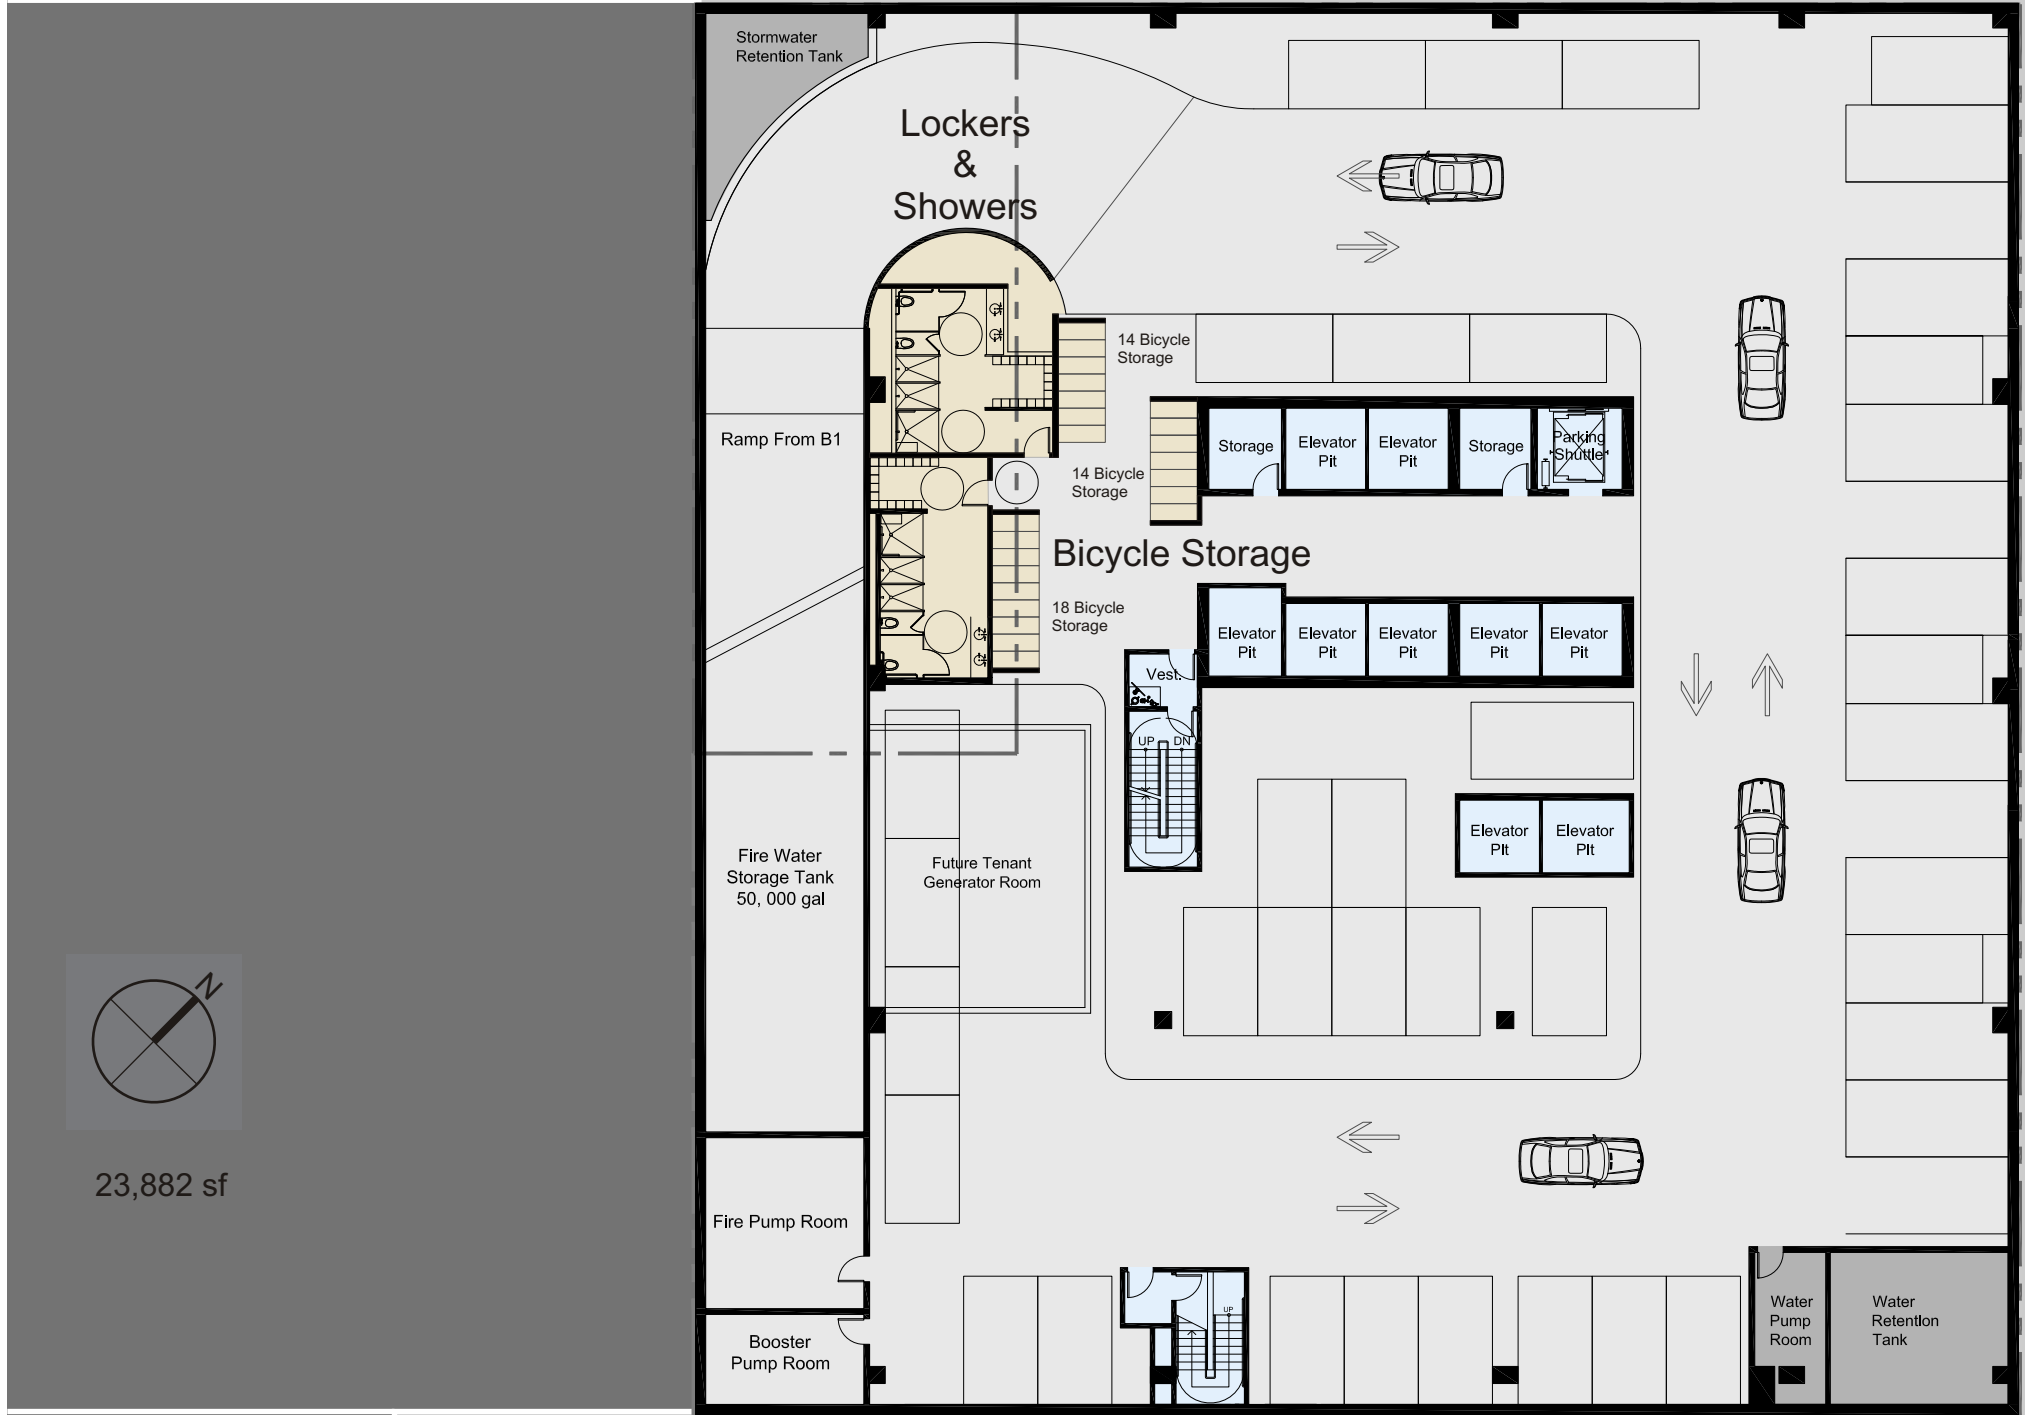 Stormwater
Retention Tank
Lockers
&
Showers
14 Bicycle
Storage
Ramp From B1
Storage
Elevator
Pit
Elevator
Pit
Storage
Parking
Shuttle
14 Bicycle
Storage
Bicycle Storage
18 Bicycle
Storage
Elevator
Pit
Elevator
Pit
Elevator
Pit
Elevator
Pit
Elevator
Pit
Vest.
UP
DN
Elevator
Pit
Elevator
Pit
Fire Water
Storage Tank
50, 000 gal
Future Tenant
Generator Room
N
23,882 sf
Fire Pump Room
Booster
Pump Room
UP
Water
Pump
Room
Water
Retention
Tank